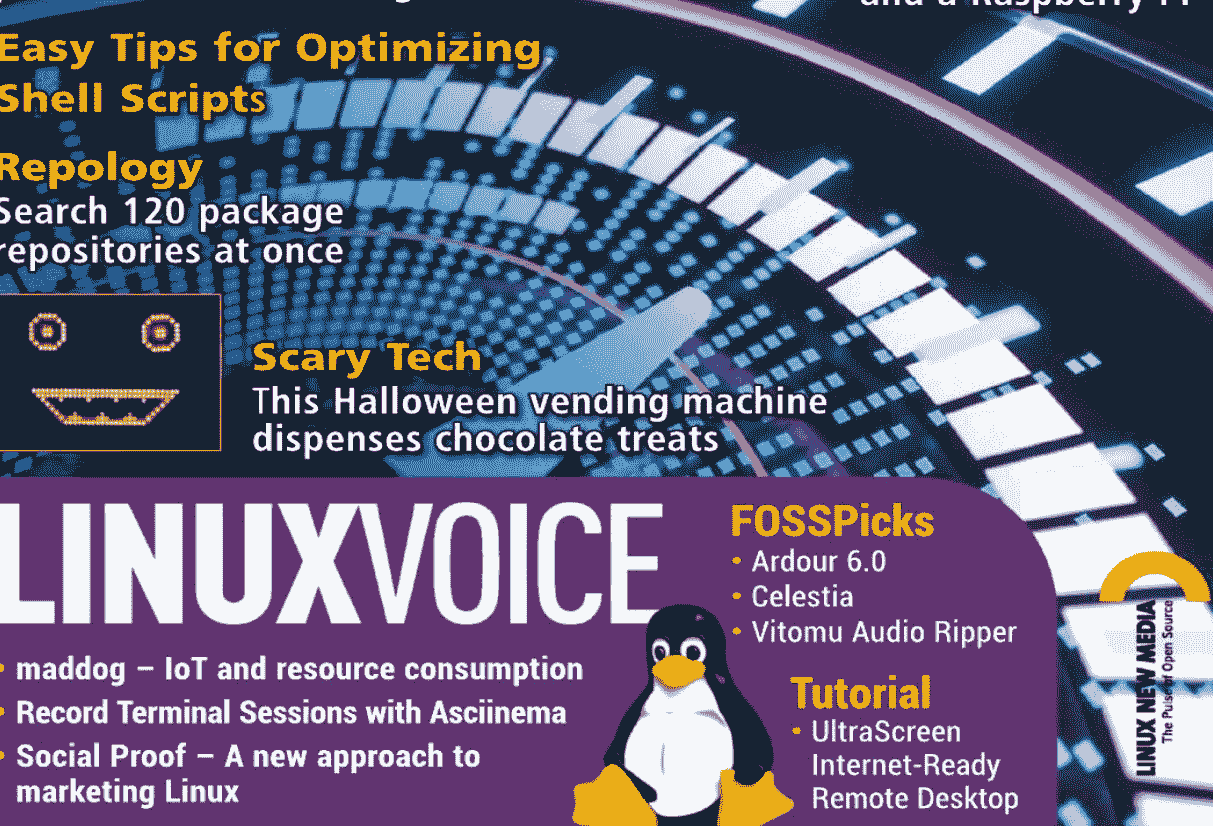 and a Raspberry Pi
Easy Tips for Optimizing
Shell Scripts
Repology
Search 120 package
repositories at once
Scary Tech
This Halloween vending machine
dispenses chocolate treats
LINUXVOICE
• maddog – IoT and resource consumption
• Record Terminal Sessions with Asciinema
• Social Proof – A new approach to
marketing Linux
FOSSPicks
• Ardour 6.0
• Celestia
• Vitomu Audio Ripper
Tutorial
• UltraScreen
Internet-Ready
Remote Desktop
LINUX NEW MEDIA
The Pulse of Open Source